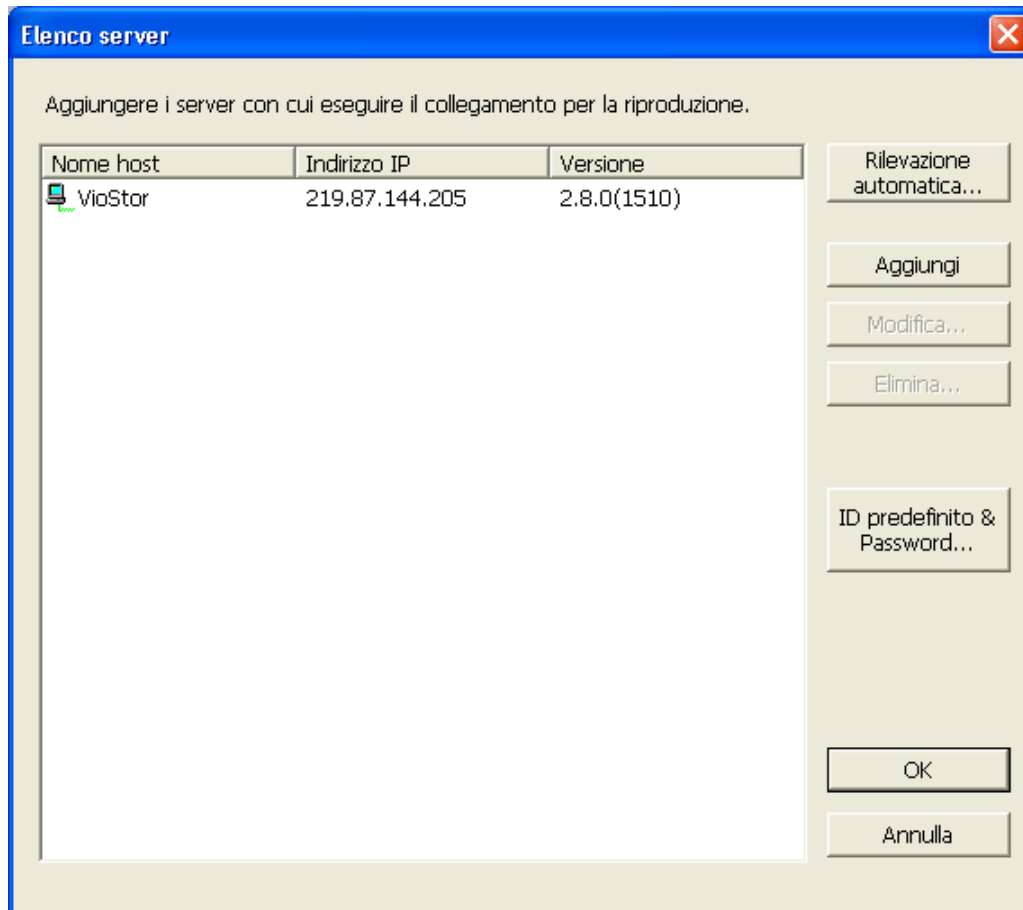 Elenco server
Aggiungere i server con cui eseguire il collegamento per la riproduzione.
Nome host Indirizzo IP Versione
VioStor 219.87.144.205 2.8.0(1510)
Rilevazione
automatica...
Aggiungi
Modifica...
Elimina...
ID predefinito &
Password...
OK
Annulla